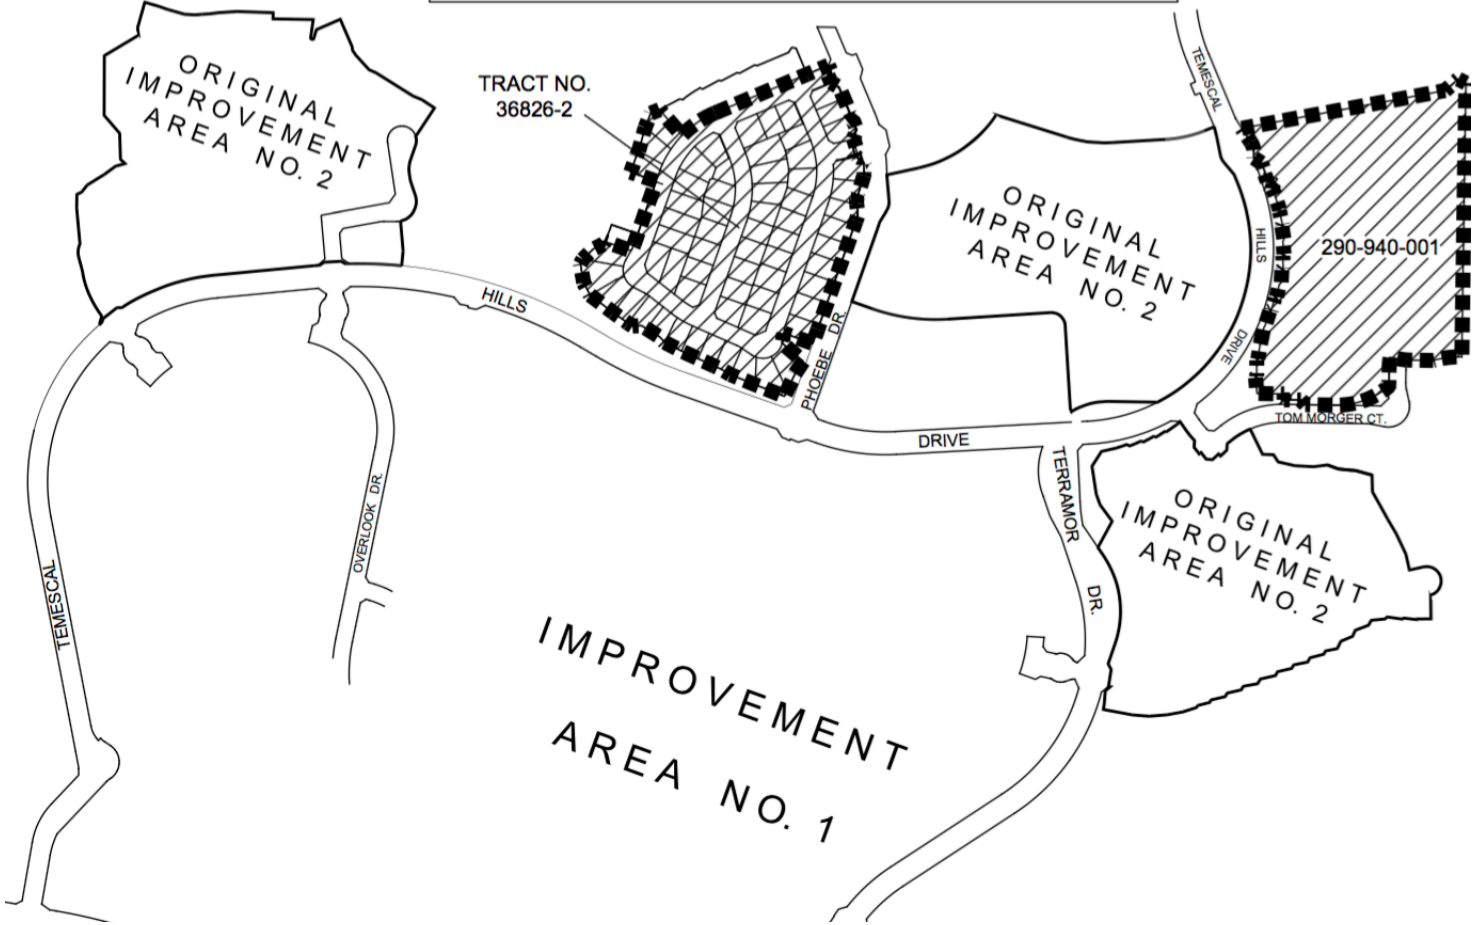 ORIGINAL
IMPROVEMENT
AREA NO. 2
TRACT NO.
36826-2
TEMESCAL
HILLS
DRIVE
ORIGINAL
IMPROVEMENT
AREA NO. 2
290-940-001
TOM MORGER CT.
HILLS
PHOEBE DR.
DRIVE
TERRAMOR
DR.
ORIGINAL
IMPROVEMENT
AREA NO. 2
OVERLOOK DR.
TEMESCAL
IMPROVEMENT
AREA NO. 1